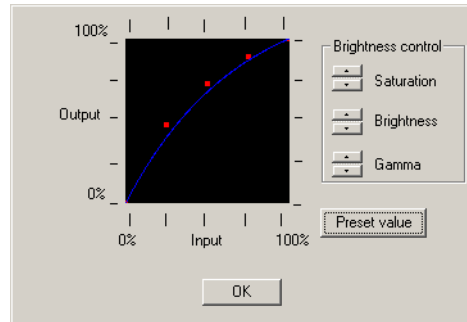 100%
Output
0%
0% Input 100%
Brightness control
Saturation
Brightness
Gamma
Preset value
OK